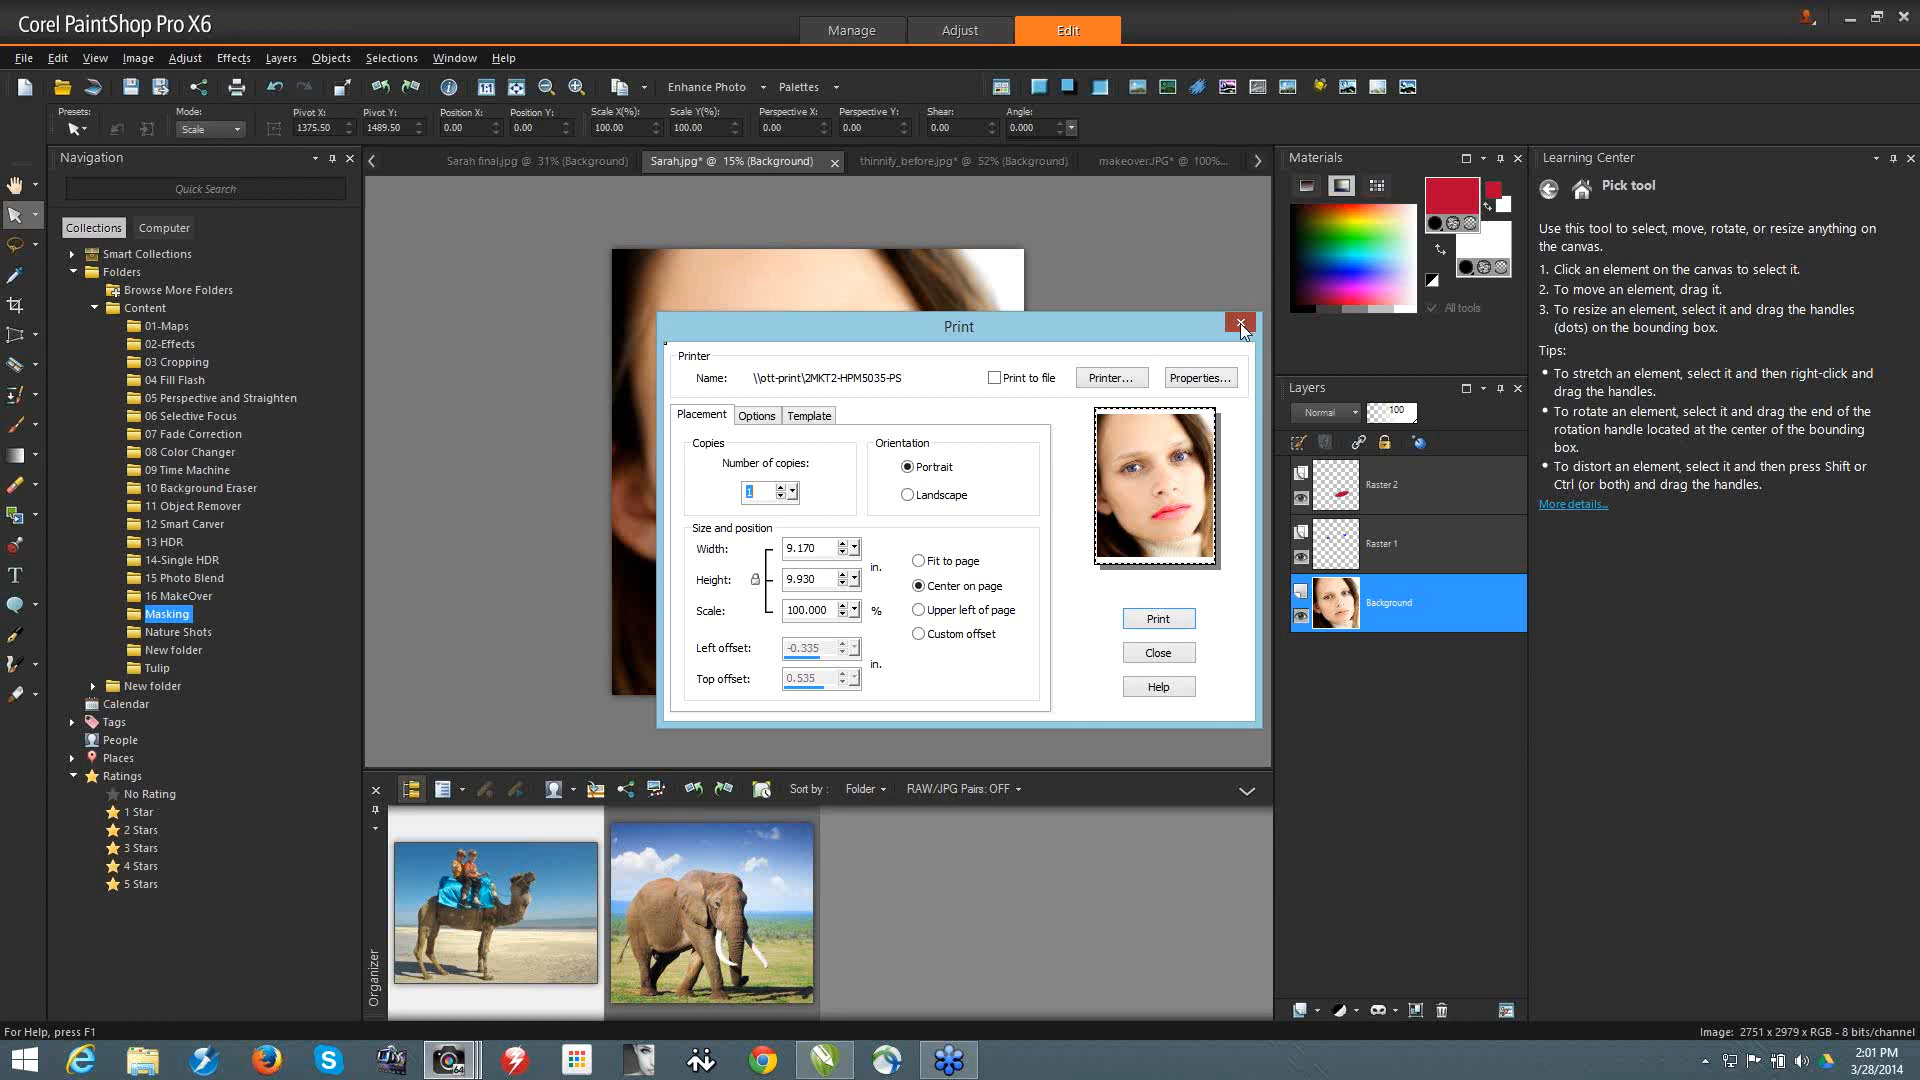 Corel PaintShop Pro X6
Manage
Adjust
Edit
File Edit View Image Adjust Effects Layers Objects Selections Window Help
Enhance Photo
Palettes
Presets:
Mode:
Scale
Pivot X:
1375.50
Pivot Y:
1489.50
Position X:
0.00
Position Y:
0.00
Scale X(%):
100.00
Scale Y(%):
100.00
Perspective X:
0.00
Perspective Y:
0.00
Shear:
0.00
Angle:
0.000
Navigation
Quick Search
Collections
Computer
Smart Collections
Folders
Browse More Folders
Content
01-Maps
02-Effects
03 Cropping
04 Fill Flash
05 Perspective and Straighten
06 Selective Focus
07 Fade Correction
08 Color Changer
09 Time Machine
10 Background Eraser
11 Object Remover
12 Smart Carver
13 HDR
14-Single HDR
15 Photo Blend
16 MakeOver
Masking
Nature Shots
New folder
Tulip
New folder
Calendar
Tags
People
Places
Ratings
No Rating
1 Star
2 Stars
3 Stars
4 Stars
5 Stars
Sarah final.jpg @ 31% (Background)
Sarah.jpg* @ 15% (Background)
thinnify_before.jpg* @ 52% (Background)
makeover.JPG* @ 100%...
Print
Printer
Name:
\\ott-print\2MKT2-HPM5035-PS
Print to file
Printer...
Properties...
Placement
Options
Template
Copies
Number of copies:
1
Orientation
Portrait
Landscape
Size and position
Width:
9.170
Height:
9.930
in.
Scale:
100.000
%
Left offset:
-0.335
Top offset:
0.535
in.
Fit to page
Center on page
Upper left of page
Custom offset
Print
Close
Help
Organizer
Sort by :
Folder
RAW/JPG Pairs: OFF
Materials
All tools
Layers
Normal
100
Raster 2
Raster 1
Background
Learning Center
Pick tool
Use this tool to select, move, rotate, or resize anything on
the canvas.
1. Click an element on the canvas to select it.
2. To move an element, drag it.
3. To resize an element, select it and drag the handles
(dots) on the bounding box.
Tips:
• To stretch an element, select it and then right-click and
drag the handles.
• To rotate an element, select it and drag the end of the
rotation handle located at the center of the bounding
box.
• To distort an element, select it and then press Shift or
Ctrl (or both) and drag the handles.
More details...
For Help, press F1
Image: 2751 x 2979 x RGB - 8 bits/channel
64
2:01 PM
3/28/2014